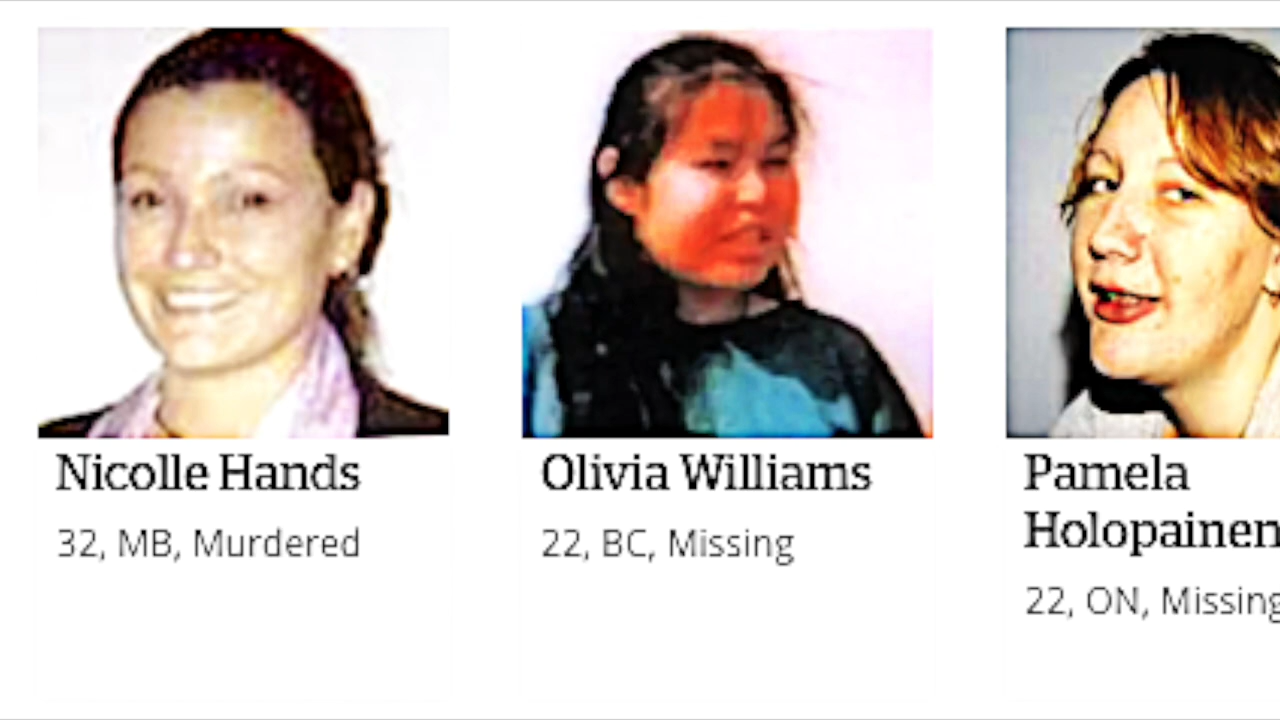 Nicolle Hands
32, MB, Murdered
Olivia Williams
22, BC, Missing
Pamela
Holopainen
22, ON, Missing